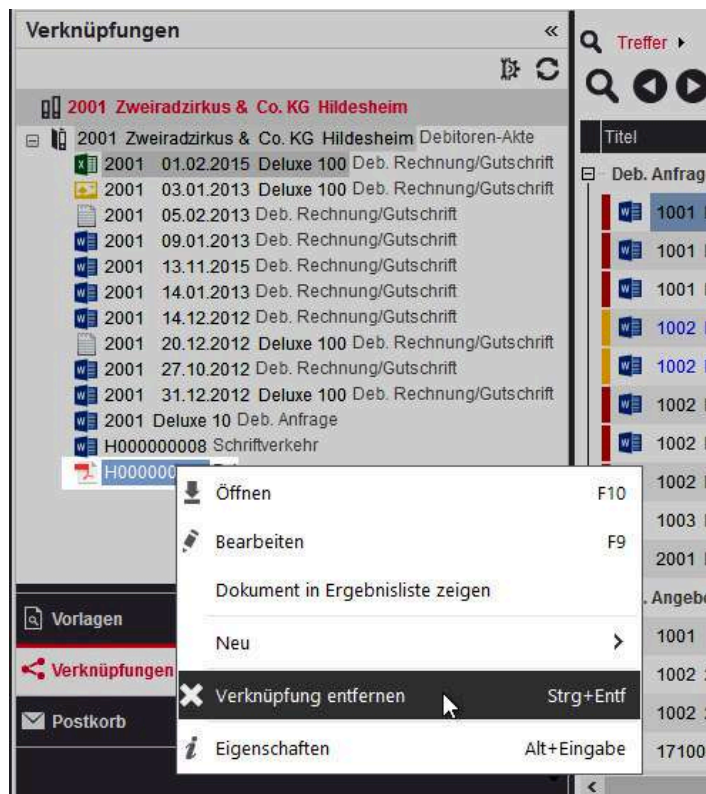 Verknüpfungen «
2001 Zweiradzirkus & Co. KG Hildesheim
2001 Zweiradzirkus & Co. KG Hildesheim Debitoren-Akte
2001 01.02.2015 Deluxe 100 Deb. Rechnung/Gutschrift
2001 03.01.2013 Deluxe 100 Deb. Rechnung/Gutschrift
2001 05.02.2013 Deb. Rechnung/Gutschrift
2001 09.01.2013 Deb. Rechnung/Gutschrift
2001 13.11.2015 Deb. Rechnung/Gutschrift
2001 14.01.2013 Deb. Rechnung/Gutschrift
2001 14.12.2012 Deb. Rechnung/Gutschrift
2001 20.12.2012 Deluxe 100 Deb. Rechnung/Gutschrift
2001 27.10.2012 Deb. Rechnung/Gutschrift
2001 31.12.2012 Deluxe 100 Deb. Rechnung/Gutschrift
2001 Deluxe 10 Deb. Anfrage
H000000008 Schriftverkehr
H000000
Öffnen F10
Bearbeiten F9
Dokument in Ergebnisliste zeigen
Neu >
Verknüpfung entfernen Strg+Entf
Eigenschaften Alt+Eingabe
Vorlagen
Verknüpfungen
Postkorb
Treffer
Titel
Deb. Anfrag
1001
1001
1001
1002
1002
1002
1002
1002
1003
2001
. Angebo
1001
1002
1002
17100